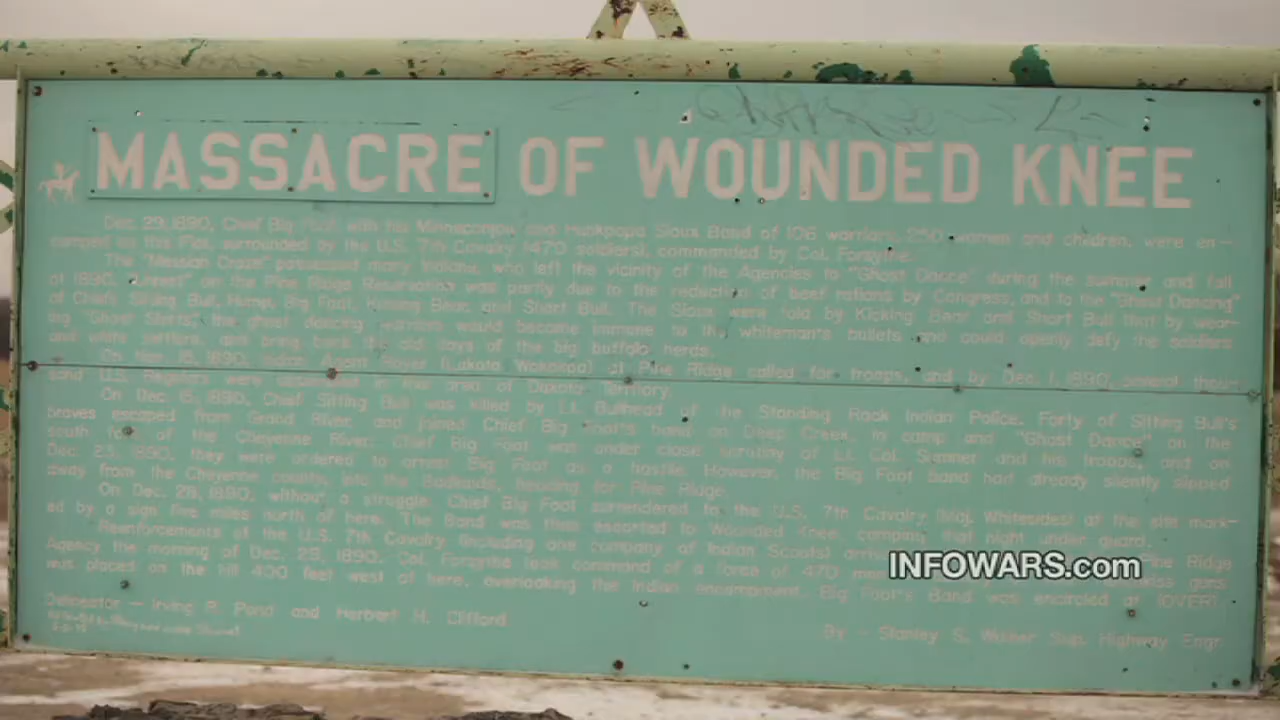 MASSACRE OF WOUNDED KNEE
Dec. 29, 1890, Chief Big Foot, with his Minneconjou and Hunkpapa Sioux Band of 106 warriors, 250 women and children, were en-
camped on this Flat, surrounded by the U.S. 7th Cavalry (470 soldiers), commanded by Col. Forsythe.
The "Messiah Craze" possessed many Indians, who left the vicinity of the Agencies to "Ghost Dance" during the summer and fall
of 1890. "Unrest" on the Pine Ridge Reservation was partly due to the reduction of beef rations by Congress, and to the "Ghost Dancing"
of Chiefs Sitting Bull, Hump, Big Foot, Kicking Bear, and Short Bull. The Sioux were told by Kicking Bear and Short Bull that by wear-
ing "Ghost Shirts," the ghost dancing warriors would become immune to the whiteman's bullets and could openly defy the soldiers
and white settlers, and bring back the old days of the big buffalo herds.
On Nov. 15, 1890, Indian Agent Royer (Lakota Wokokpa) at Pine Ridge called for troops, and by Dec. 1, 1890, several thou-
sand U.S. Regulars were assembled in this area of Dakota Territory.
On Dec. 15, 1890, Chief Sitting Bull was killed by Lt. Bullhead of the Standing Rock Indian Police. Forty of Sitting Bull's
braves escaped from Grand River, and joined Chief Big Foot's band on Deep Creek, to camp and "Ghost Dance" on the
south fork of the Cheyenne River. Chief Big Foot was under close scrutiny of Lt. Col. Sumner and his troops, and on
Dec. 23, 1890, they were ordered to arrest Big Foot as a hostile. However, the Big Foot Band had already silently slipped
away from the Cheyenne country, into the Badlands, heading for Pine Ridge.
On Dec. 28, 1890, without a struggle, Chief Big Foot surrendered to the U.S. 7th Cavalry (Maj. Whitesides) at the site mark-
ed by a sign five miles north of here. The Band was then escorted to Wounded Knee, camping that night under guard.
Reenforcements of the U.S. 7th Cavalry (including one company of Indian Scouts) Pine Ridge
Agency the morning of Dec. 29, 1890. Col. Forsythe took command of a force of 470 guns
was placed on the hill 400 feet west of here, overlooking the Indian encampment. Big Foot's Band was encircled at (OVER)
Delineator - Irving R. Pond and Herbert H. Clifford
By - Stanley S. Walker Sup. Highway Engr.
INFOWARS.com